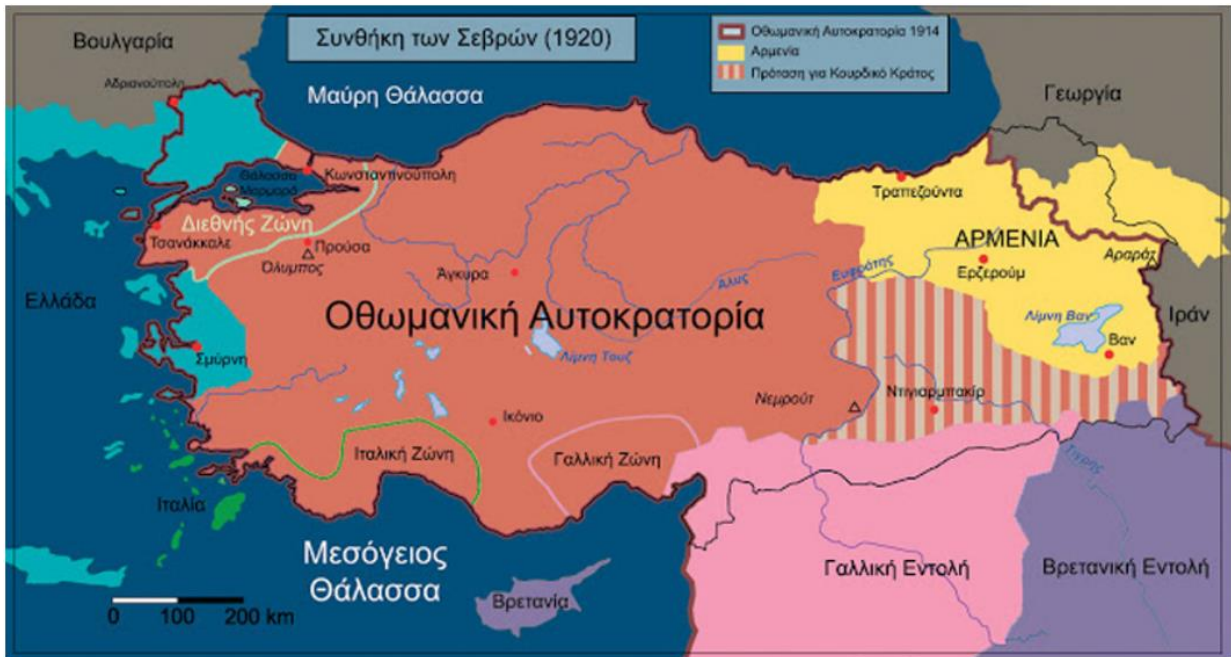 Βουλγαρία
Συνθήκη των Σεβρών (1920)
Οθωμανική Αυτοκρατορία 1914
Αρμενία
Πρόταση για Κουρδικό Κράτος
Αδριανούπολη
Μαύρη Θάλασσα
Γεωργία
Θάλασσα
Μαρμαρά
Κωνσταντινούπολη
Τραπεζούντα
Διεθνής Ζώνη
Τσανάκκαλε
Προύσα
Όλυμπος
ΑΡΜΕΝΙΑ
Αραράτ
Ερζερούμ
Άγκυρα
Άλυς
Ευφράτης
Ελλάδα
Οθωμανική Αυτοκρατορία
Λίμνη Βαν
Ιράν
Σμύρνη
Λίμνη Τουζ
Βαν
Νεμρούτ
Ντιγιαρμπακίρ
Ικόνιο
Ιταλική Ζώνη
Γαλλική Ζώνη
Τίγρης
Ιταλία
Μεσόγειος
Θάλασσα
Γαλλική Εντολή
Βρετανική Εντολή
Βρετανία
0 100 200 km